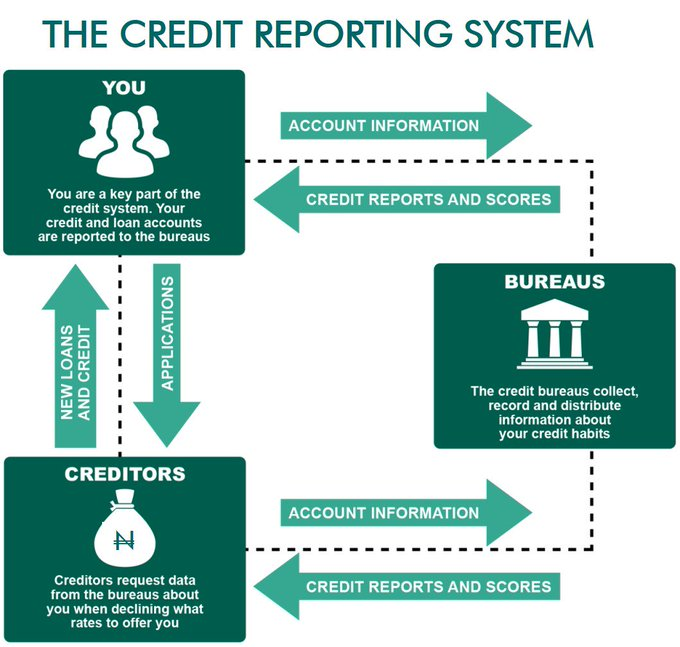 THE CREDIT REPORTING SYSTEM
YOU
You are a key part of the
credit system. Your
credit and loan accounts
are reported to the bureaus
ACCOUNT INFORMATION
CREDIT REPORTS AND SCORES
NEW LOANS
AND CREDIT
APPLICATIONS
BUREAUS
The credit bureaus collect,
record and distribute
information about
your credit habits
CREDITORS
₦
Creditors request data
from the bureaus about
you when declining what
rates to offer you
ACCOUNT INFORMATION
CREDIT REPORTS AND SCORES